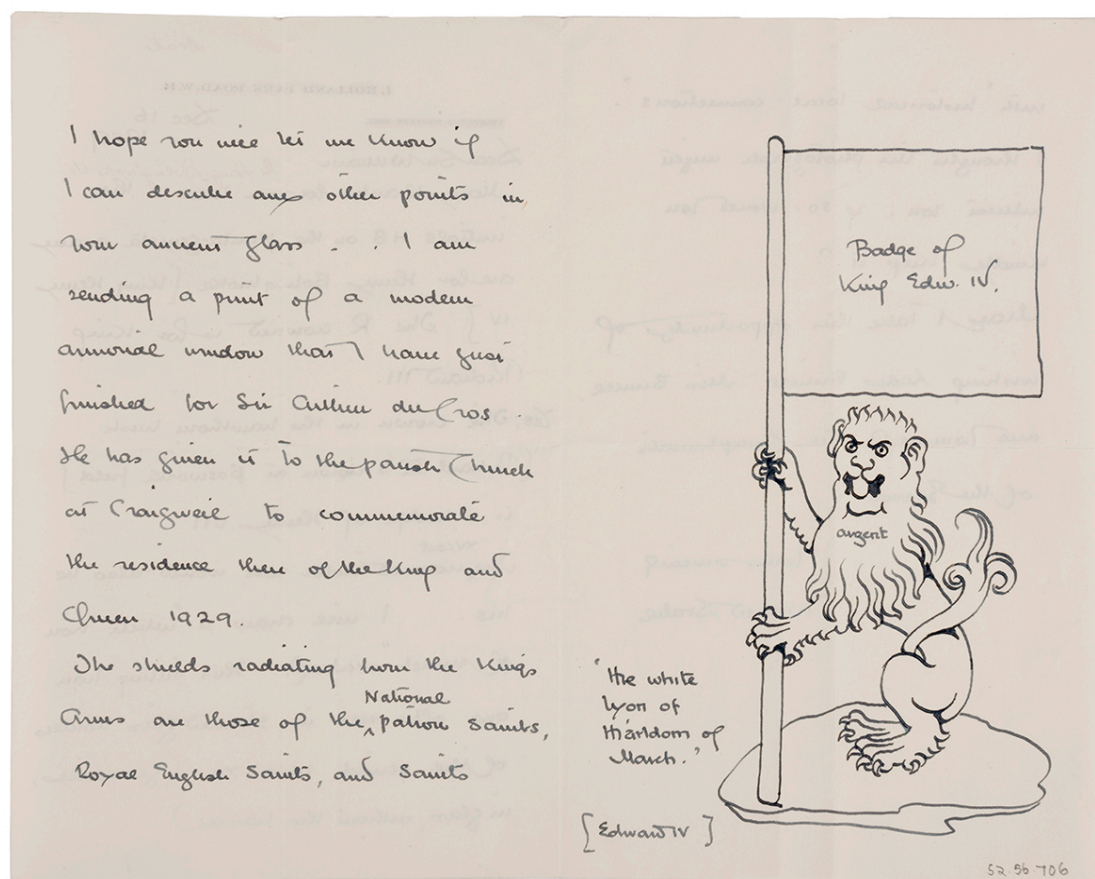 I hope you will let me know if
I can describe any other points in
your ancient glass . . I am
sending a print of a modern
armorial window that I have just
finished for Sir Arthur du Cros.
He has given it to the parish Church
at Craigweil to commemorate
the residence there of the King and
Queen 1929.
The shields radiating from the Kings
National
Arms are those of the ‸ patron saints,
Royal English Saints, and Saints
Badge of
King Edw. IV.
argent
'the white
lyon of
th'arldom of
March.'
[Edward IV]
52.56.706